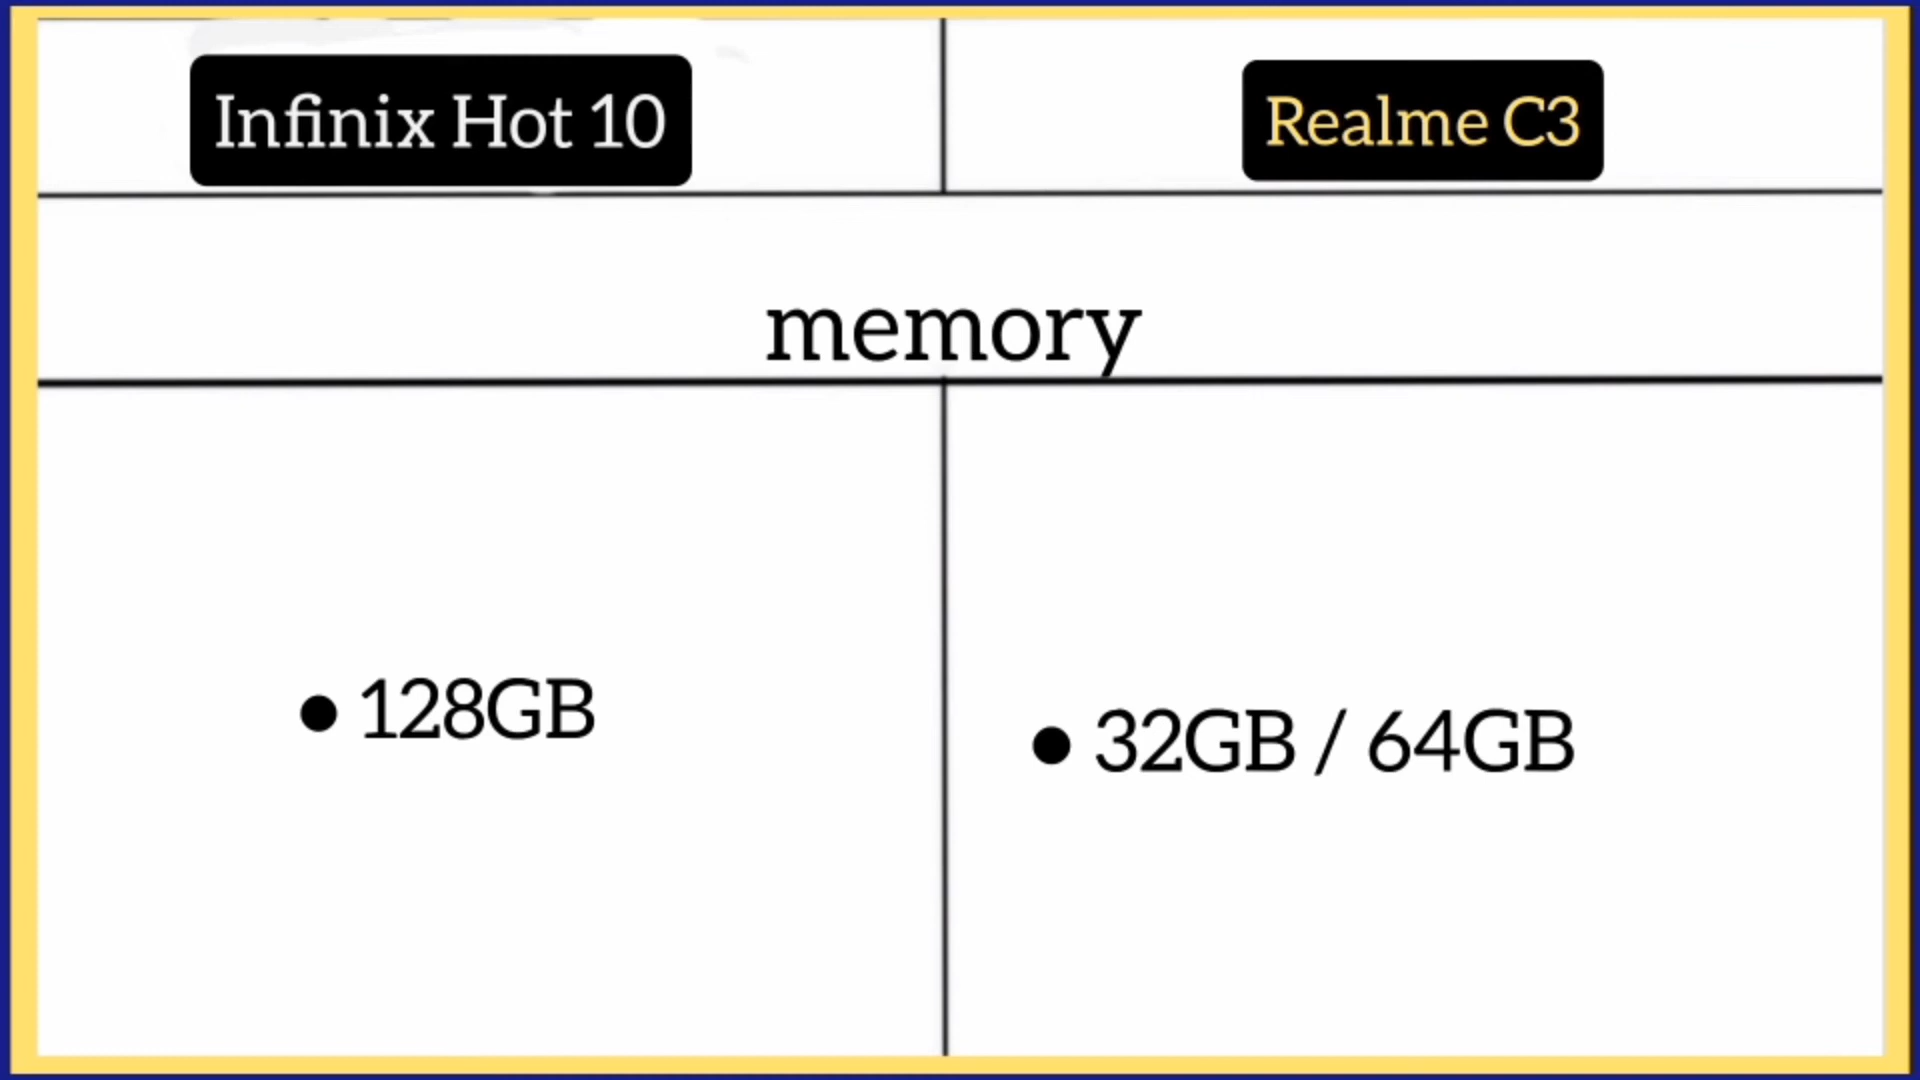 Infinix Hot 10
Realme C3
memory
• 128GB
• 32GB / 64GB